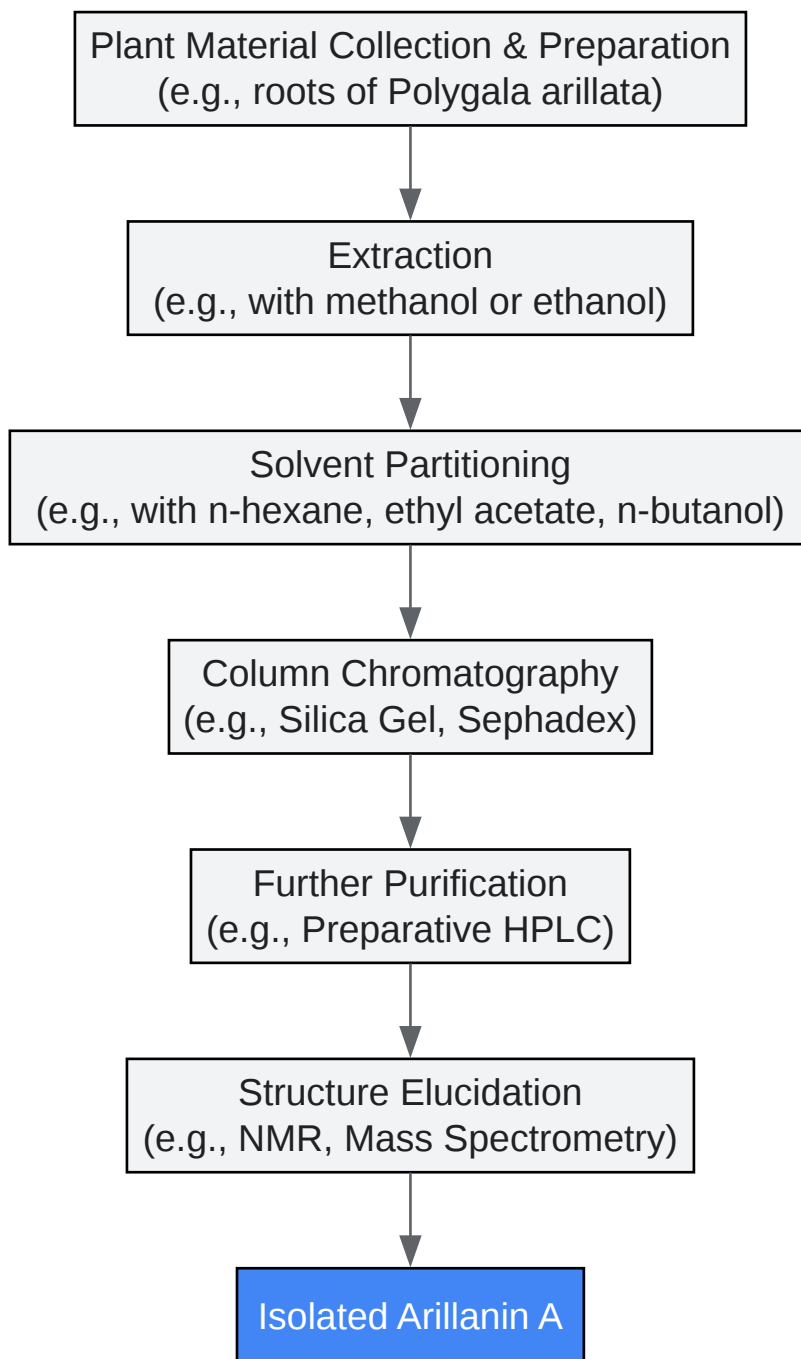 Plant Material Collection & Preparation
(e.g., roots of Polygala arillata)
Extraction
(e.g., with methanol or ethanol)
Solvent Partitioning
(e.g., with n-hexane, ethyl acetate, n-butanol)
Column Chromatography
(e.g., Silica Gel, Sephadex)
Further Purification
(e.g., Preparative HPLC)
Structure Elucidation
(e.g., NMR, Mass Spectrometry)
Isolated Arillanin A